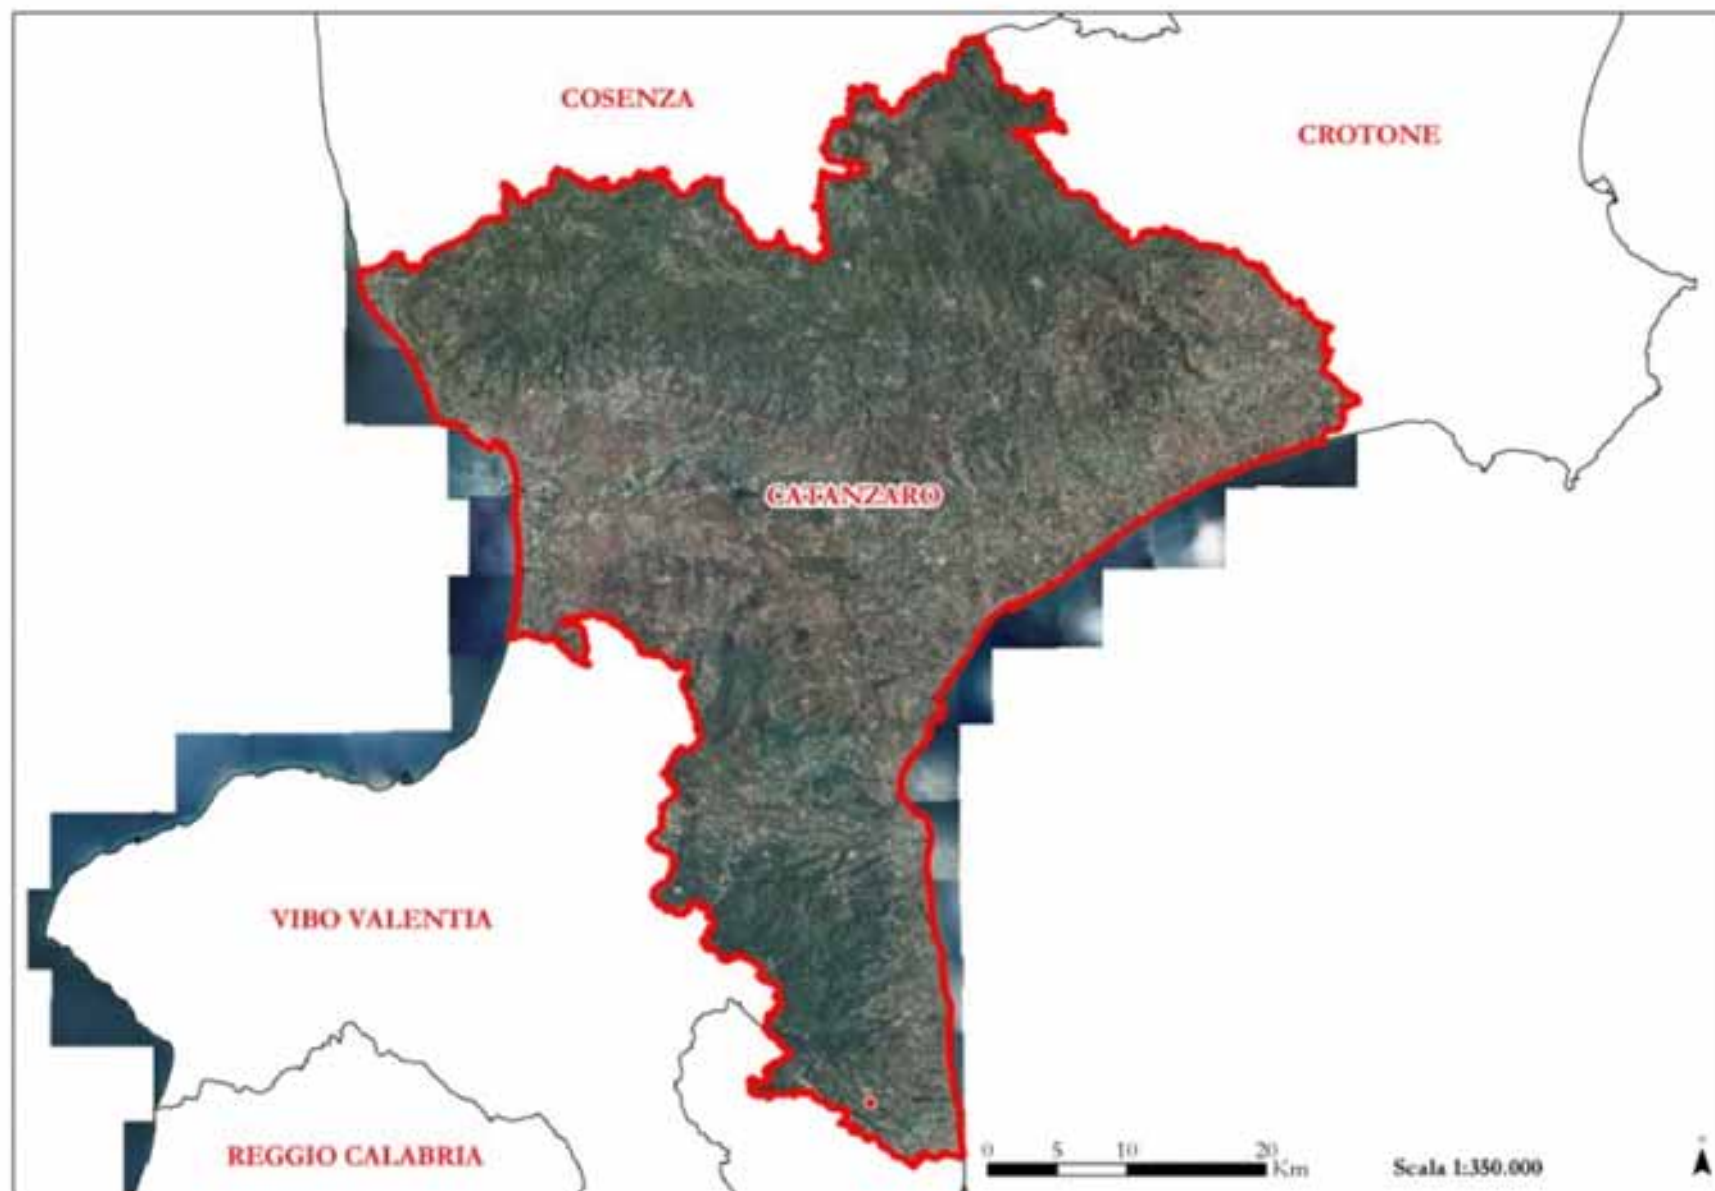 COSENZA
CROTONE
CATANZARO
VIBO VALENTIA
REGGIO CALABRIA
0 5 10 20
Km
Scala 1:350.000